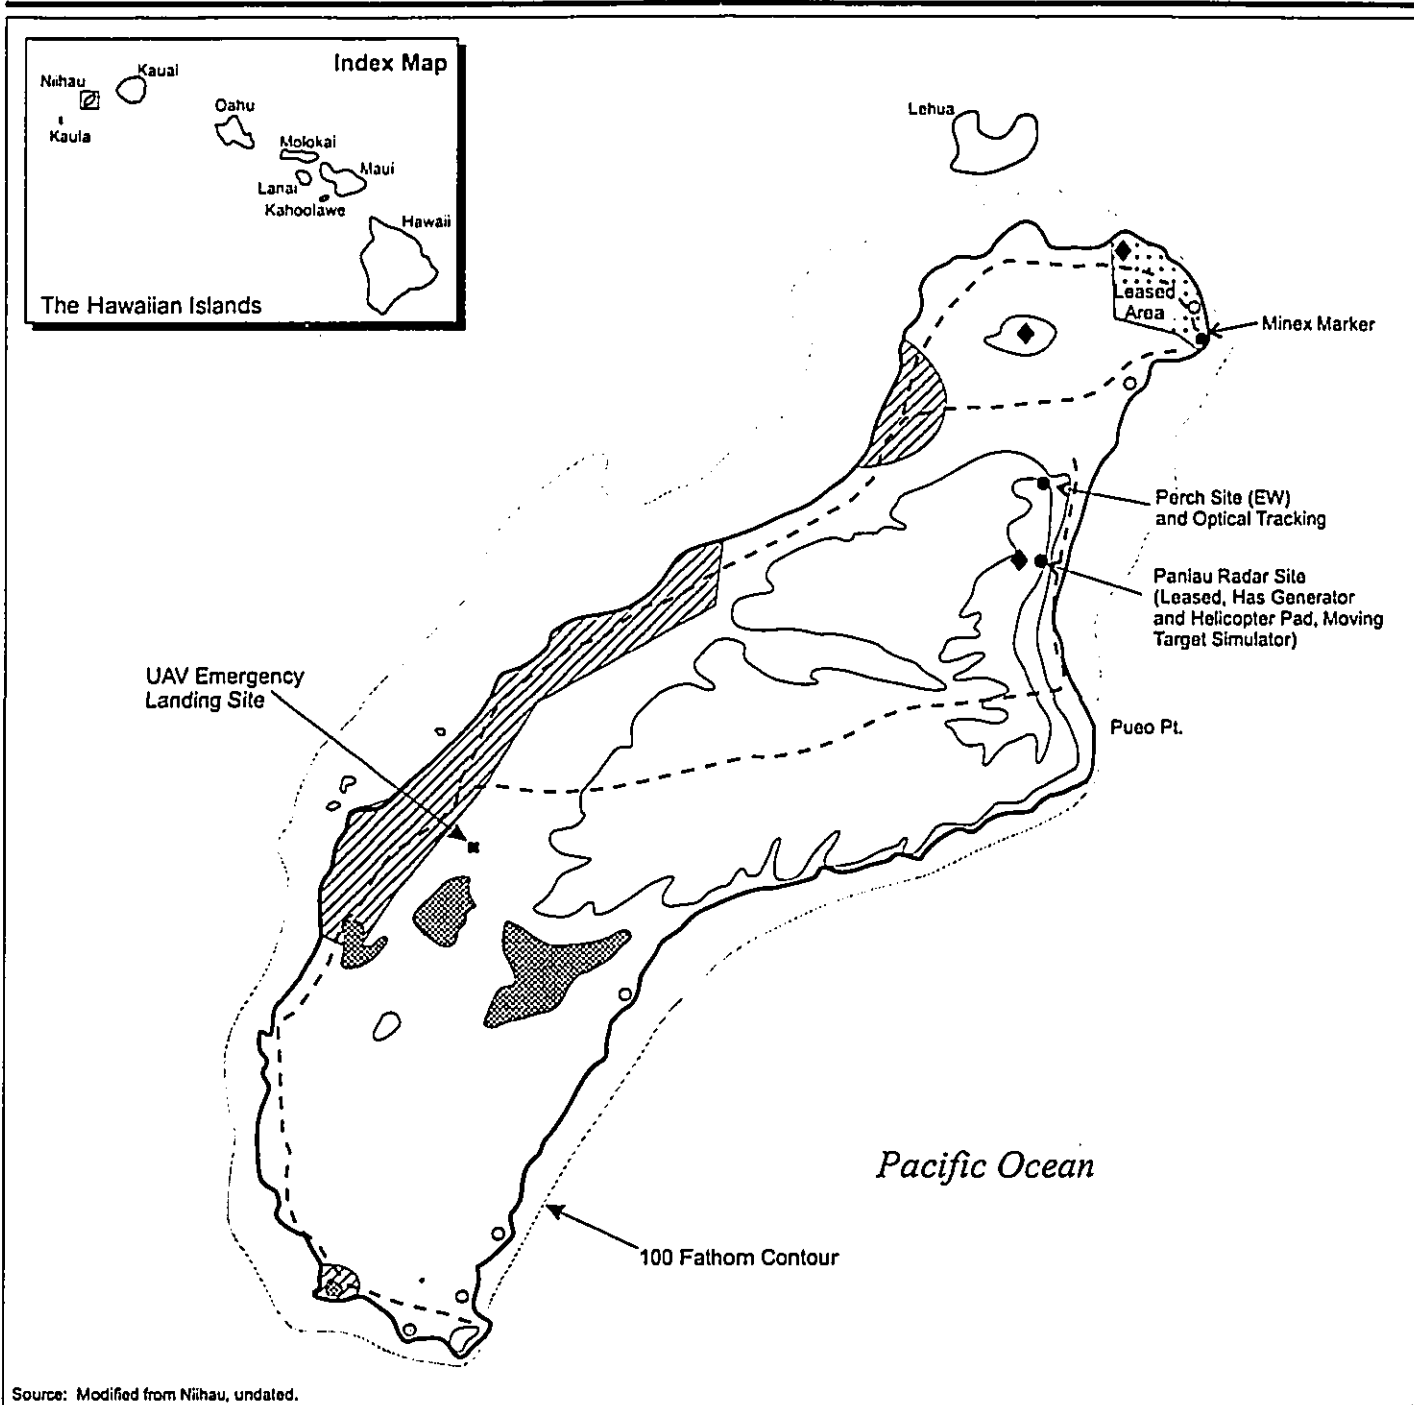 Index Map
Niihau
Kauai
Kaula
Oahu
Molokai
Maui
Lanai
Kahoolawe
Hawaii
The Hawaiian Islands
Lehua
Leased
Area
Minex Marker
Perch Site (EW)
and Optical Tracking
Paniau Radar Site
(Leased, Has Generator
and Helicopter Pad, Moving
Target Simulator)
UAV Emergency
Landing Site
Pueo Pt.
Pacific Ocean
100 Fathom Contour
Source: Modified from Niihau, undated.